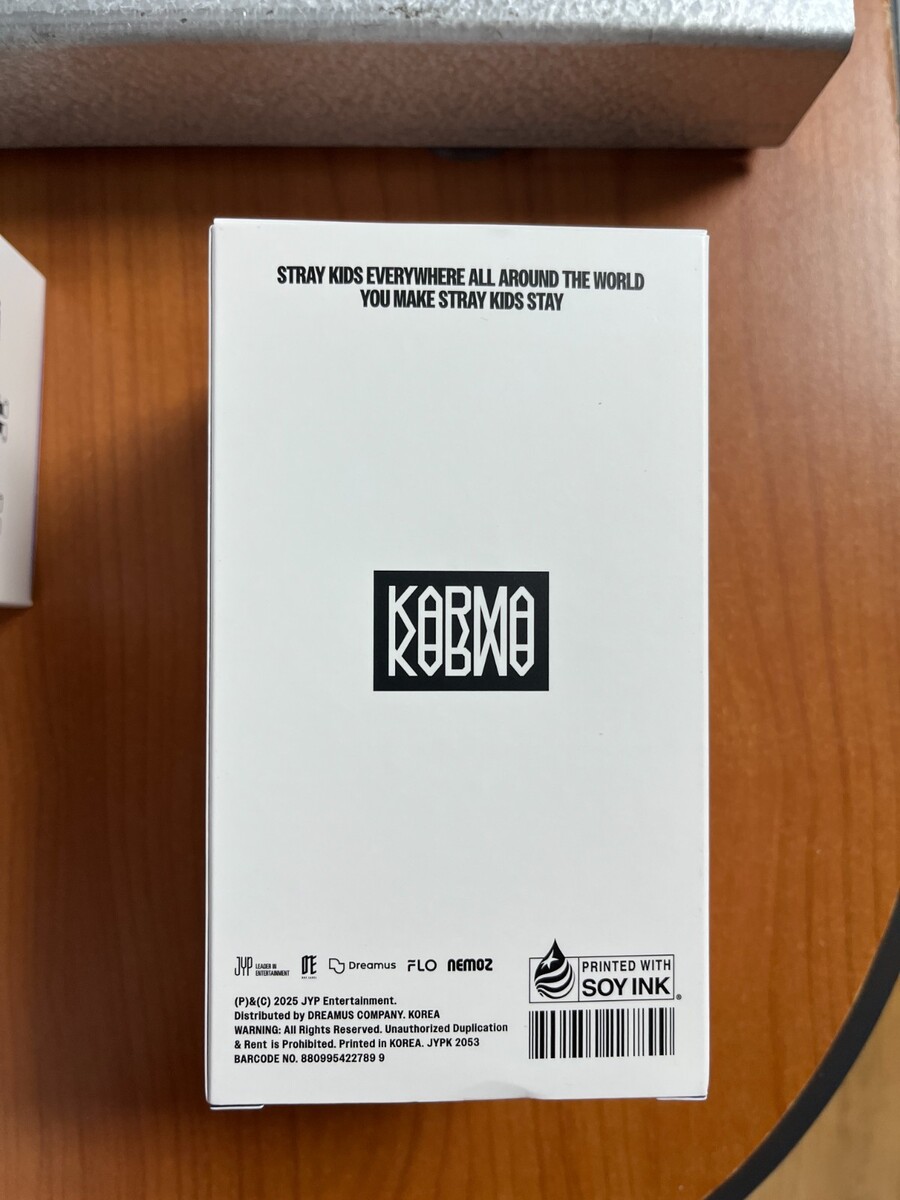 STRAY KIDS EVERYWHERE ALL AROUND THE WORLD
YOU MAKE STRAY KIDS STAY
KARMA
JYP LEADER IN ENTERTAINMENT
Dreamus
FLO
NEMOZ
PRINTED WITH
SOY INK
(P)&(C) 2025 JYP Entertainment.
Distributed by DREAMUS COMPANY. KOREA
WARNING: All Rights Reserved. Unauthorized Duplication
& Rent is Prohibited. Printed in KOREA. JYPK 2053
BARCODE NO. 880995422789 9